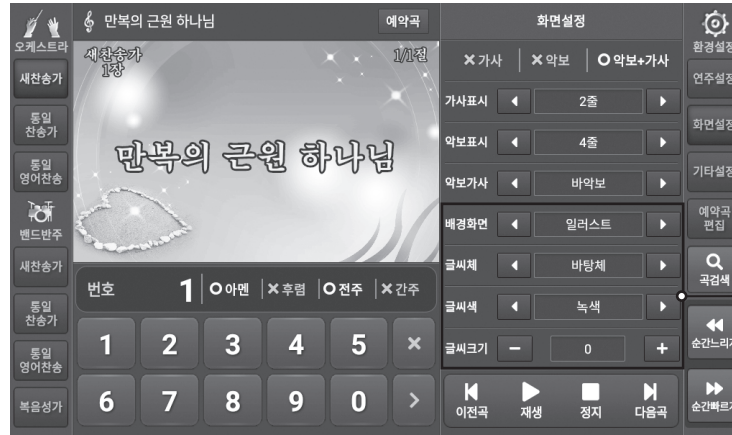 오케스트라
새찬송가
통일
찬송가
통일
영어찬송
밴드반주
새찬송가
통일
찬송가
통일
영어찬송
복음성가
만복의 근원 하나님
예약곡
새찬송가
1장
1/1절
만복의 근원 하나님
번호
1
아멘
후렴
전주
간주
1 2 3 4 5 ×
6 7 8 9 0 >
화면설정
×가사
×악보
악보+가사
가사표시 2줄
악보표시 4줄
악보가사 바악보
배경화면 일러스트
글씨체 바탕체
글씨색 녹색
글씨크기 − 0 +
이전곡 재생 정지 다음곡
환경설정
연주설정
화면설정
기타설정
예약곡
편집
곡검색
순간느리게
순간빠르게